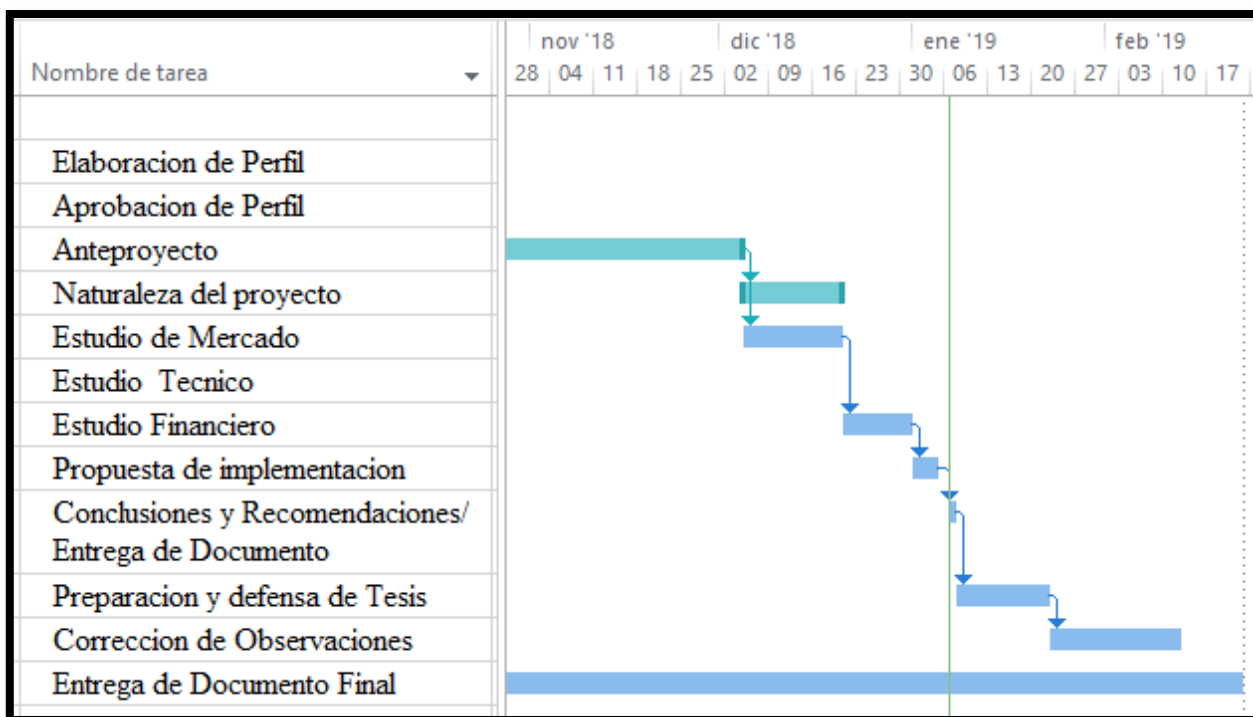 nov '18 dic '18 ene '19 feb '19
Nombre de tarea 28 04 11 18 25 02 09 16 23 30 06 13 20 27 03 10 17
Elaboracion de Perfil
Aprobacion de Perfil
Anteproyecto
Naturaleza del proyecto
Estudio de Mercado
Estudio Tecnico
Estudio Financiero
Propuesta de implementacion
Conclusiones y Recomendaciones/
Entrega de Documento
Preparacion y defensa de Tesis
Correccion de Observaciones
Entrega de Documento Final